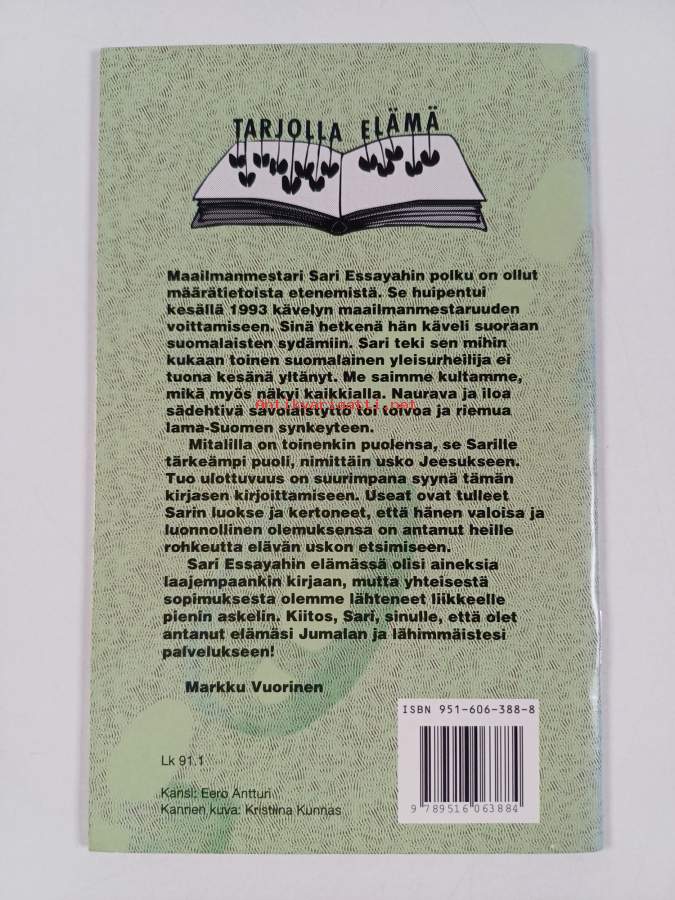 TARJOLLA ELÄMÄ
Maailmanmestari Sari Essayahin polku on ollut
määrätietoista etenemistä. Se huipentui
kesällä 1993 kävelyn maailmanmestaruuden
voittamiseen. Sinä hetkenä hän käveli suoraan
suomalaisten sydämiin. Sari teki sen mihin
kukaan toinen suomalainen yleisurheilija ei
tuona kesänä yltänyt. Me saimme kultamme,
mikä myös näkyi kaikkialla. Naurava ja iloa
Antikvariaatti.net
sädehtivä savolaistyttö toi toivoa ja riemua
lama-Suomen synkeyteen.
Mitalilla on toinenkin puolensa, se Sarille
tärkeämpi puoli, nimittäin usko Jeesukseen.
Tuo ulottuvuus on suurimpana syynä tämän
kirjasen kirjoittamiseen. Useat ovat tulleet
Sarin luokse ja kertoneet, että hänen valoisa ja
luonnollinen olemuksensa on antanut heille
rohkeutta elävän uskon etsimiseen.
Sari Essayahin elämässä olisi aineksia
laajempaankin kirjaan, mutta yhteisestä
sopimuksesta olemme lähteneet liikkeelle
pienin askelin. Kiitos, Sari, sinulle, että olet
antanut elämäsi Jumalan ja lähimmäistesi
palvelukseen!
Markku Vuorinen
ISBN 951-606-388-8
Lk 91.1
Kansi: Eero Antturi
Kannen kuva: Kristiina Kunnas
9 789516 063884